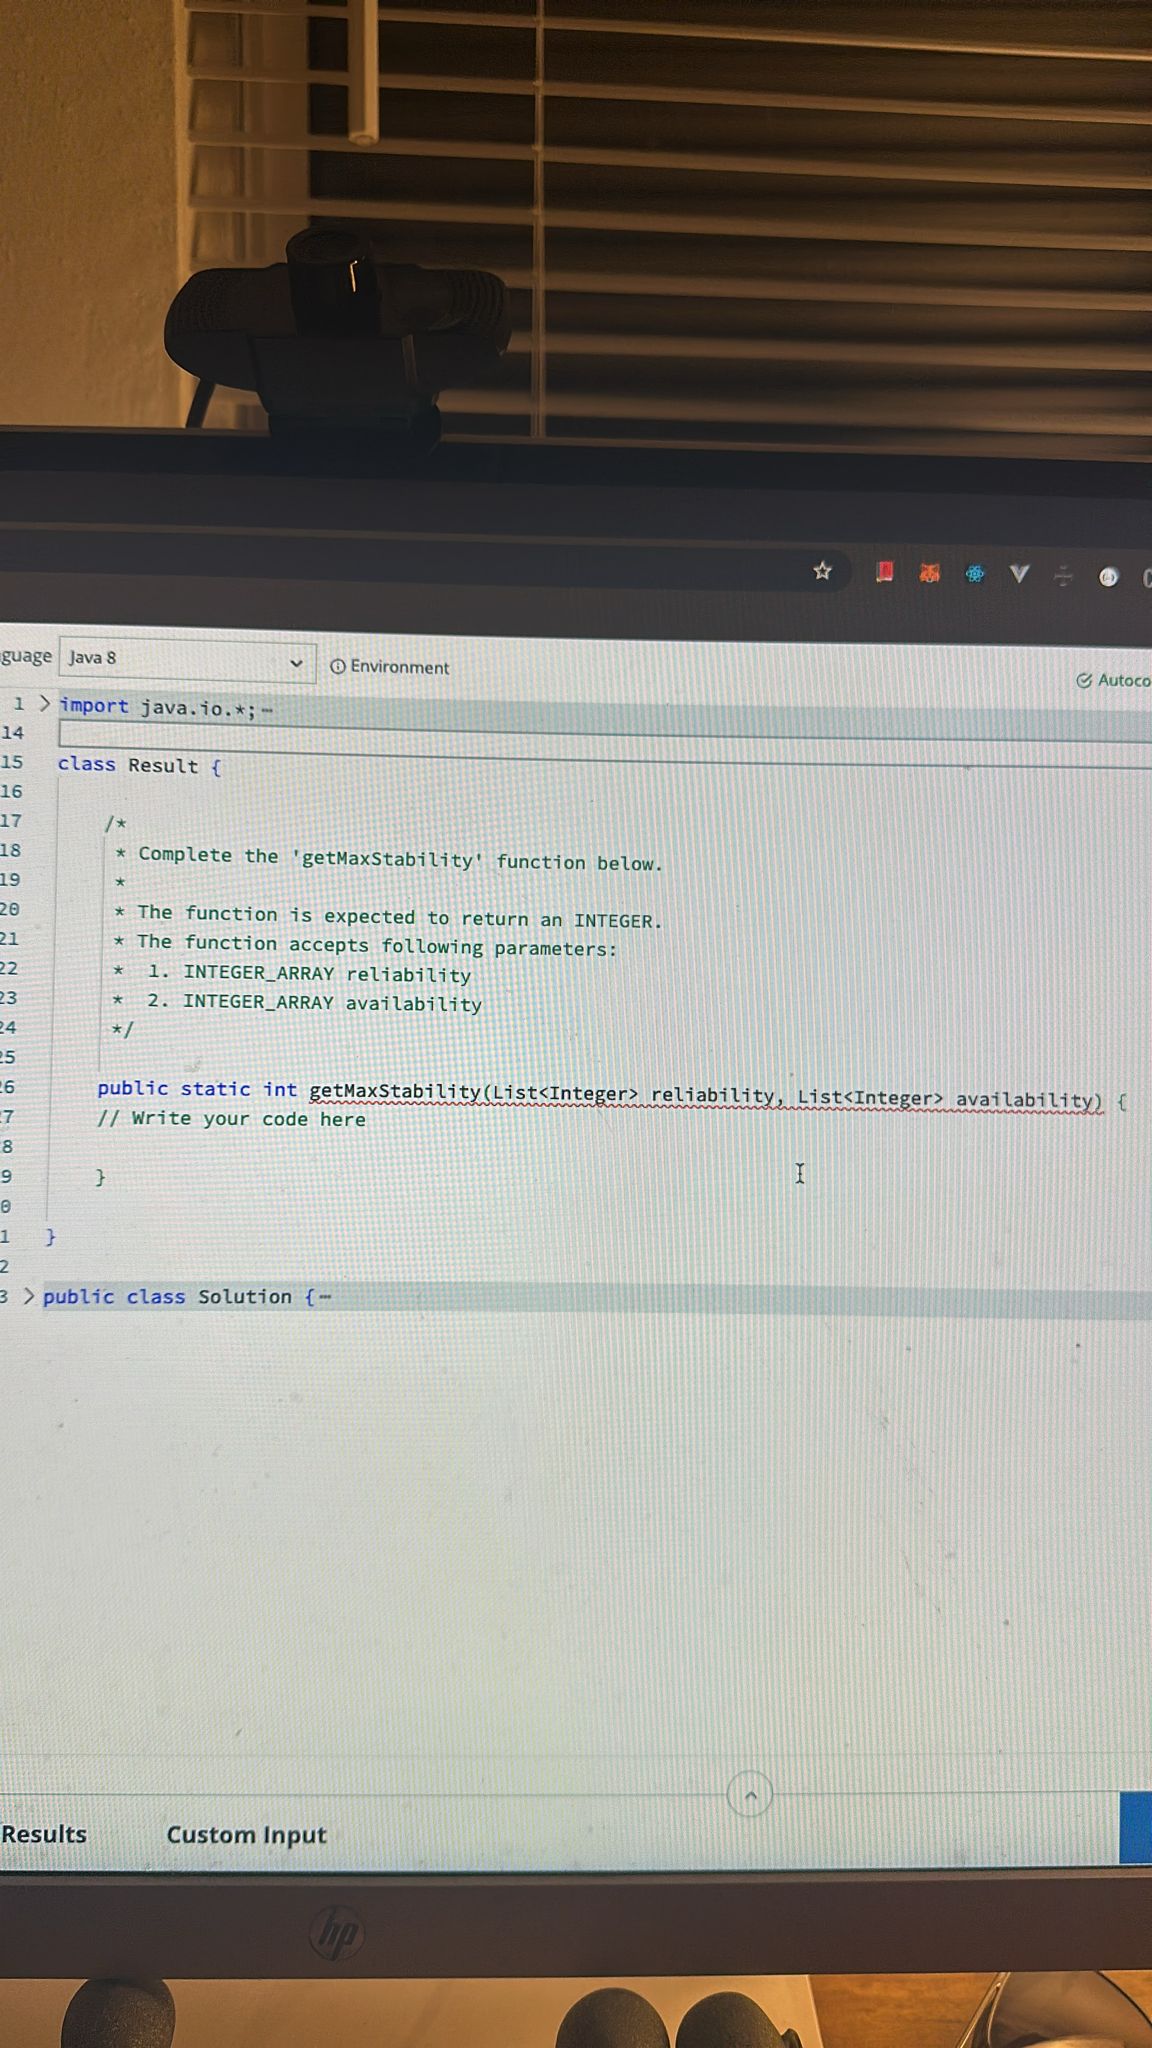 guage Java 8 Environment
Autoco
1 > import java.io.*;⋯
14
15 class Result {
16
17 /*
18 * Complete the 'getMaxStability' function below.
19 *
20 * The function is expected to return an INTEGER.
21 * The function accepts following parameters:
22 * 1. INTEGER_ARRAY reliability
23 * 2. INTEGER_ARRAY availability
24 */
25
6 public static int getMaxStability(List<Integer> reliability, List<Integer> availability) {
7 // Write your code here
8
9 }
0
1 }
2
3 > public class Solution {⋯
Results Custom Input
hp